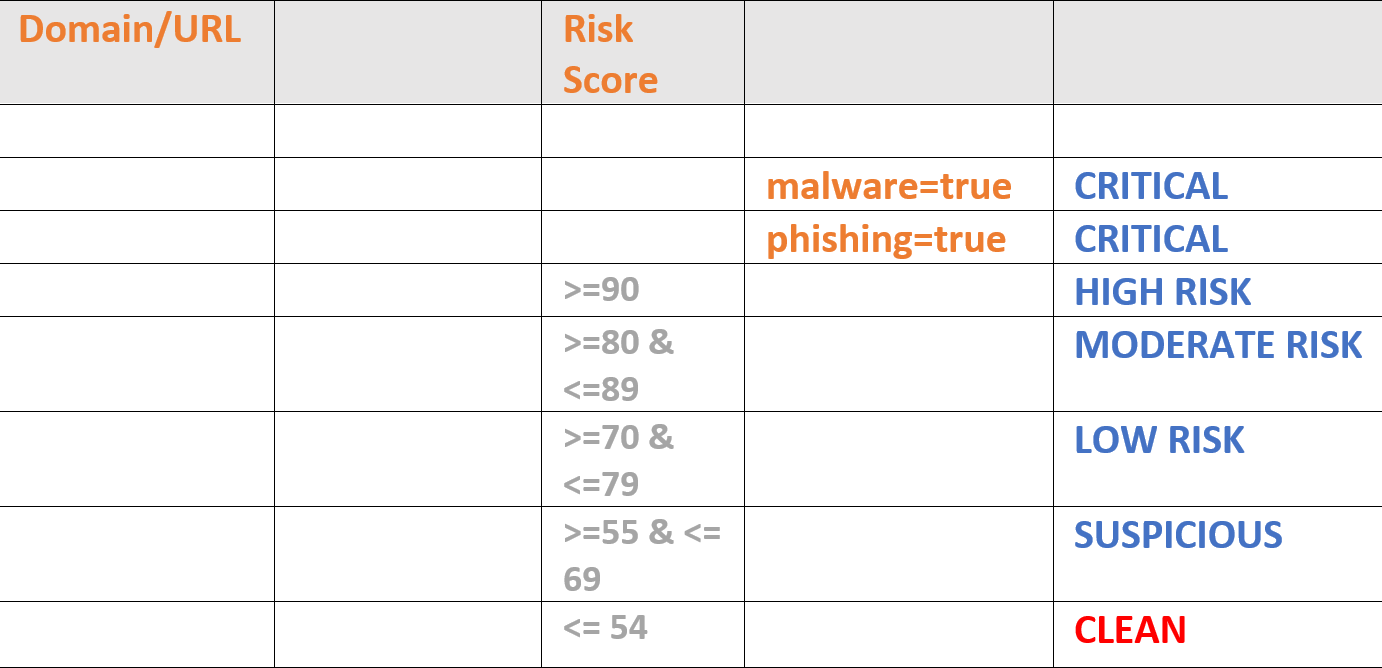 Domain/URL
Risk
Score
malware=true
CRITICAL
phishing=true
CRITICAL
>=90
HIGH RISK
>=80 &
<=89
MODERATE RISK
>=70 &
<=79
LOW RISK
>=55 & <=
69
SUSPICIOUS
<= 54
CLEAN